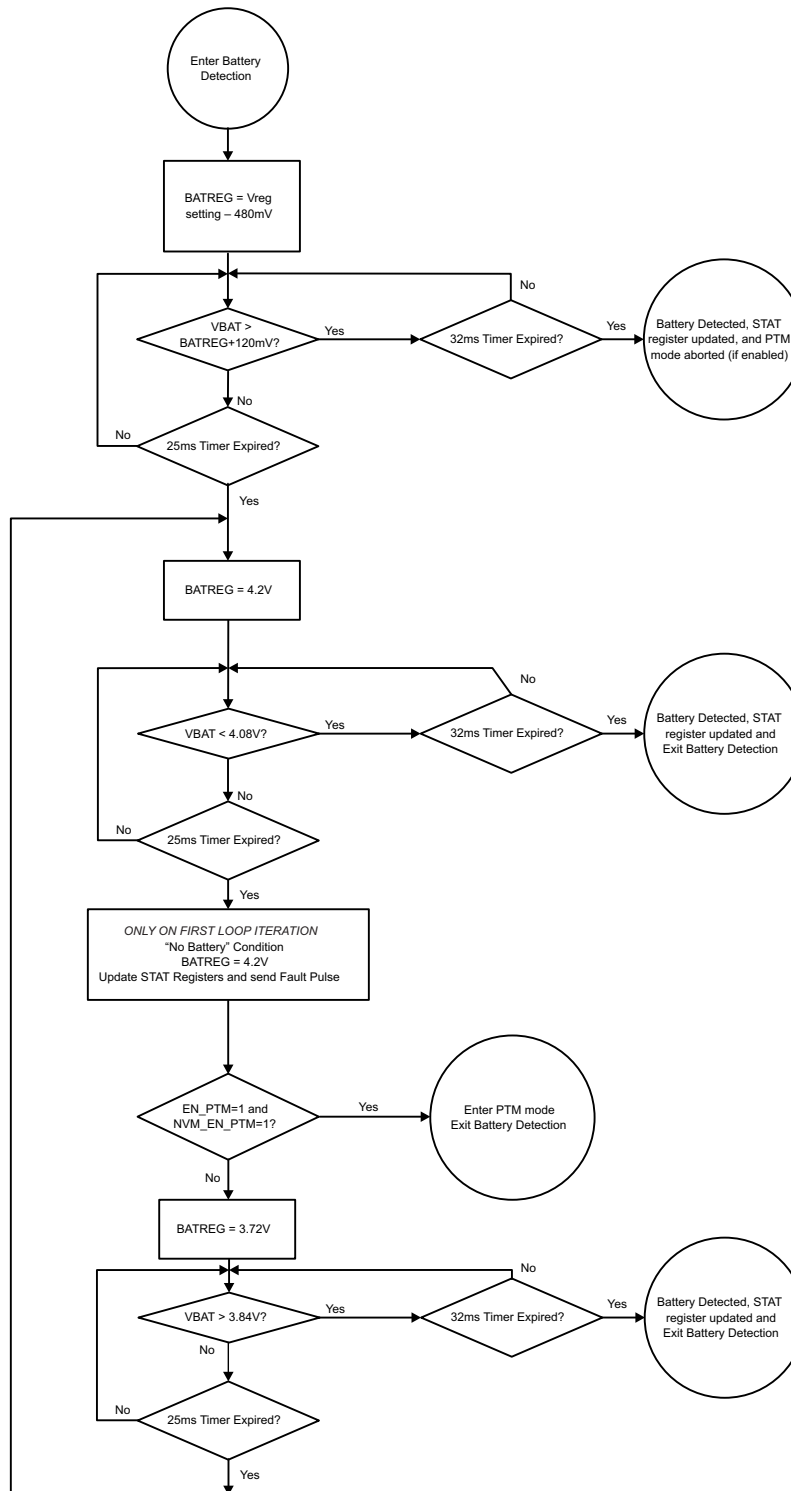 Enter Battery
Detection
BATREG = Vreg
setting – 480mV
No
VBAT >
BATREG+120mV?
Yes
32ms Timer Expired?
Yes
Battery Detected, STAT
register updated, and PTM
mode aborted (if enabled)
No
No
25ms Timer Expired?
Yes
BATREG = 4.2V
No
VBAT < 4.08V?
Yes
32ms Timer Expired?
Yes
Battery Detected, STAT
register updated and
Exit Battery Detection
No
No
25ms Timer Expired?
Yes
ONLY ON FIRST LOOP ITERATION
“No Battery” Condition
BATREG = 4.2V
Update STAT Registers and send Fault Pulse
EN_PTM=1 and
NVM_EN_PTM=1?
Yes
Enter PTM mode
Exit Battery Detection
No
BATREG = 3.72V
No
VBAT > 3.84V?
Yes
32ms Timer Expired?
Yes
Battery Detected, STAT
register updated and
Exit Battery Detection
No
No
25ms Timer Expired?
Yes